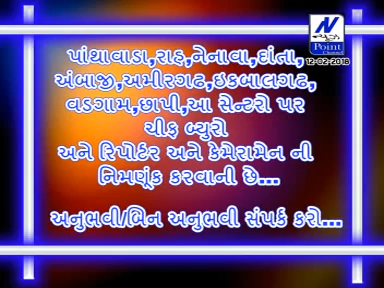 N
ન્યૂઝ
Point
Channel
12-02-2018
પાંથાવાડા,રાહ,નેનાવા,દાંતા,
અંબાજી,અમીરગઢ,ઇકબાલગઢ,
વડગામ,છાપી,આ સેન્ટરો પર
ચીફ બ્યુરો
અને રિપોર્ટર અને કેમેરામેન ની
નિમણૂંક કરવાની છે...
અનુભવી/બિન અનુભવી સંપર્ક કરો...